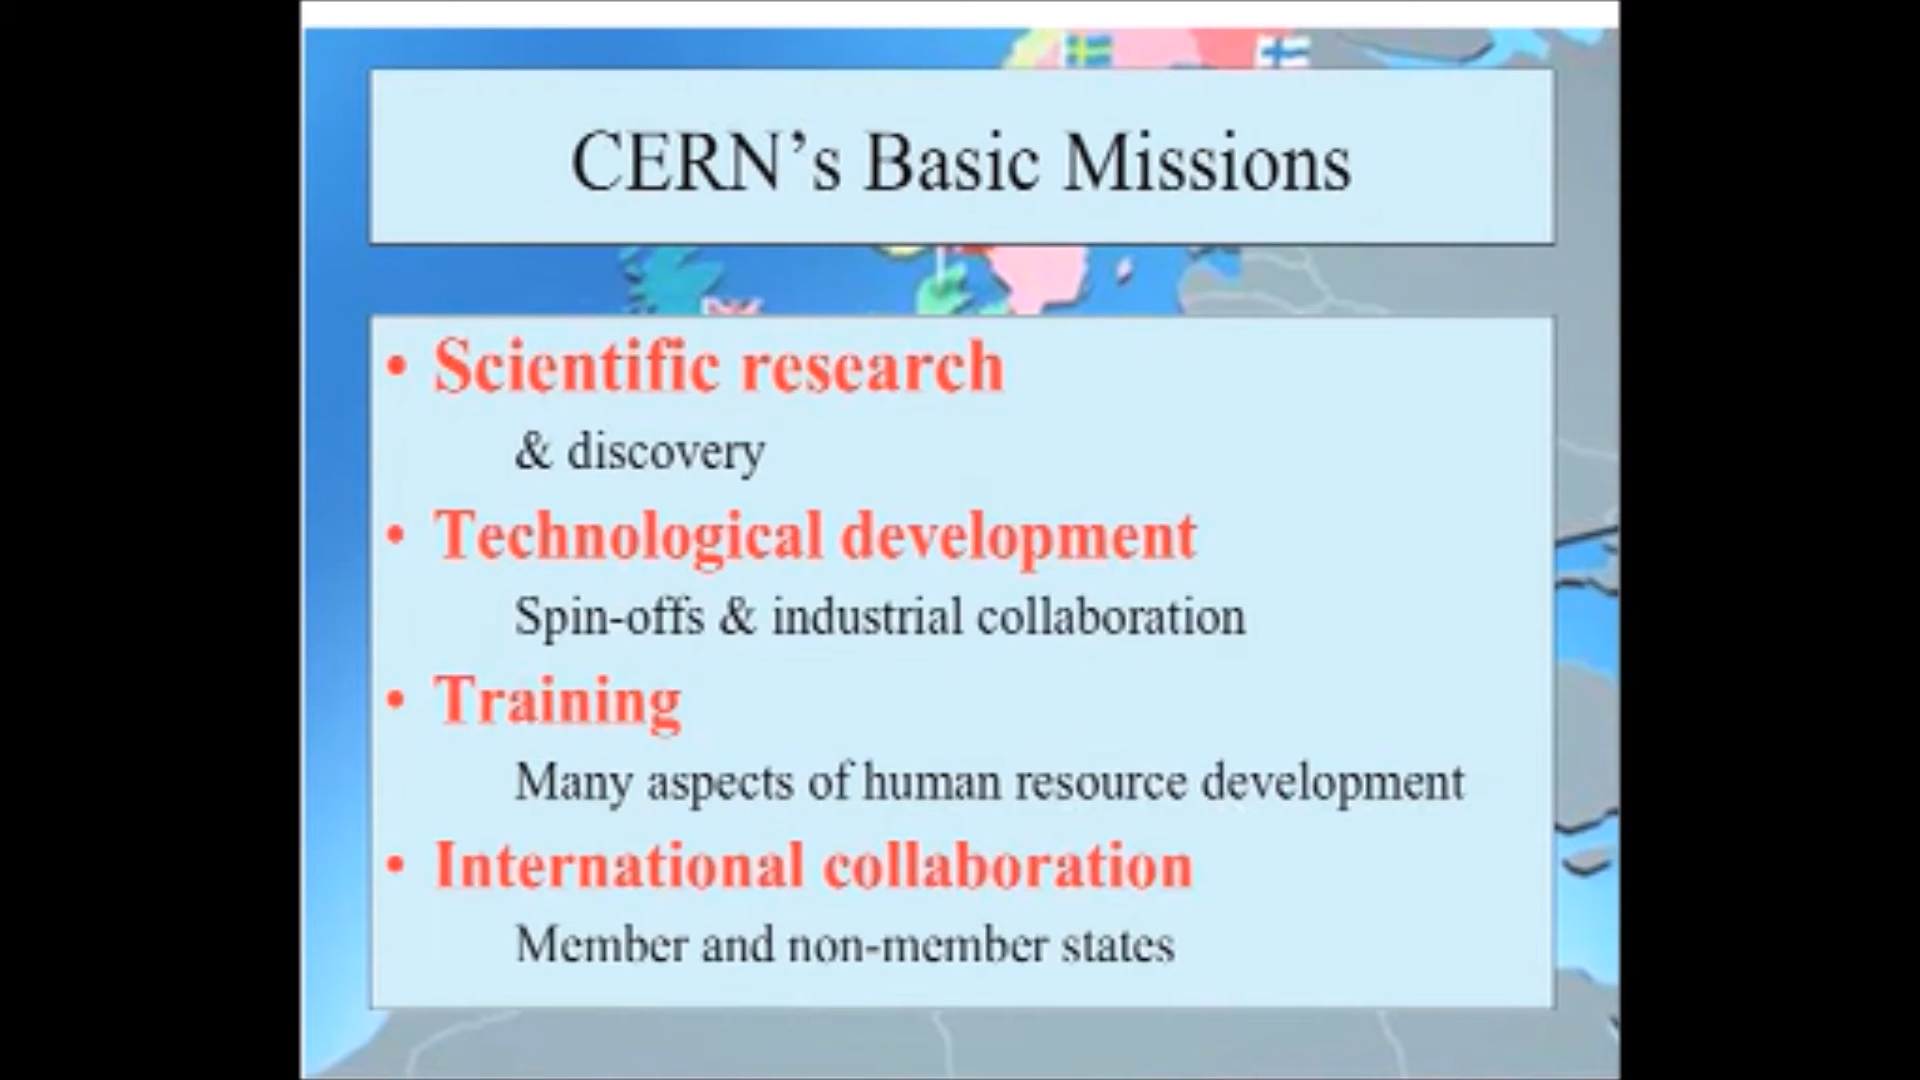 CERN’s Basic Missions
• Scientific research
& discovery
• Technological development
Spin-offs & industrial collaboration
• Training
Many aspects of human resource development
• International collaboration
Member and non-member states